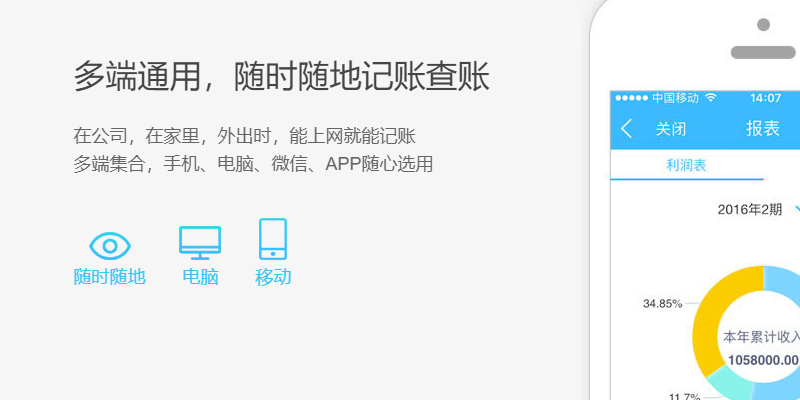 多端通用，随时随地记账查账
在公司，在家里，外出时，能上网就能记账
多端集合，手机、电脑、微信、APP随心选用
随时随地 电脑 移动
中国移动 14:07
关闭 报表
利润表
2016年2期
34.85%
本年累计收入
1058000.00
11.7%